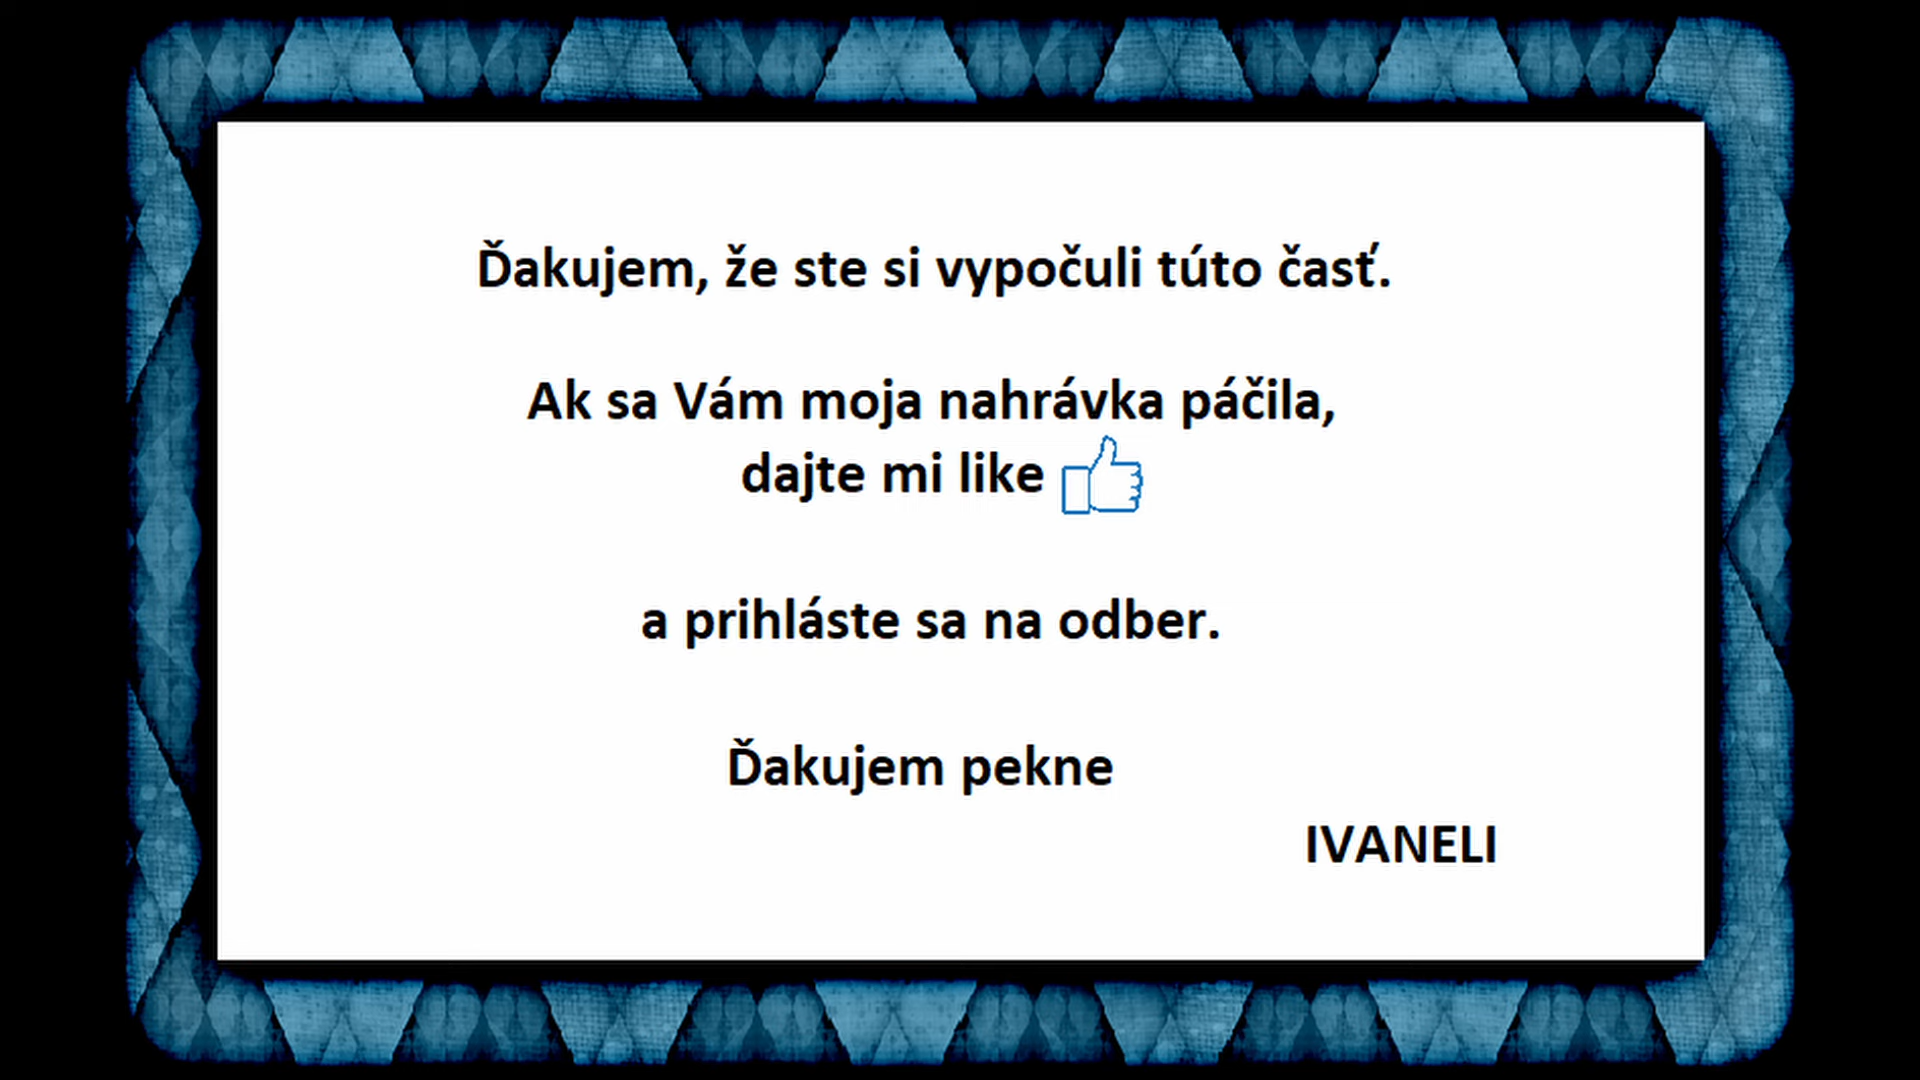 Ďakujem, že ste si vypočuli túto časť.
Ak sa Vám moja nahrávka páčila,
dajte mi like
a prihláste sa na odber.
Ďakujem pekne
IVANELI